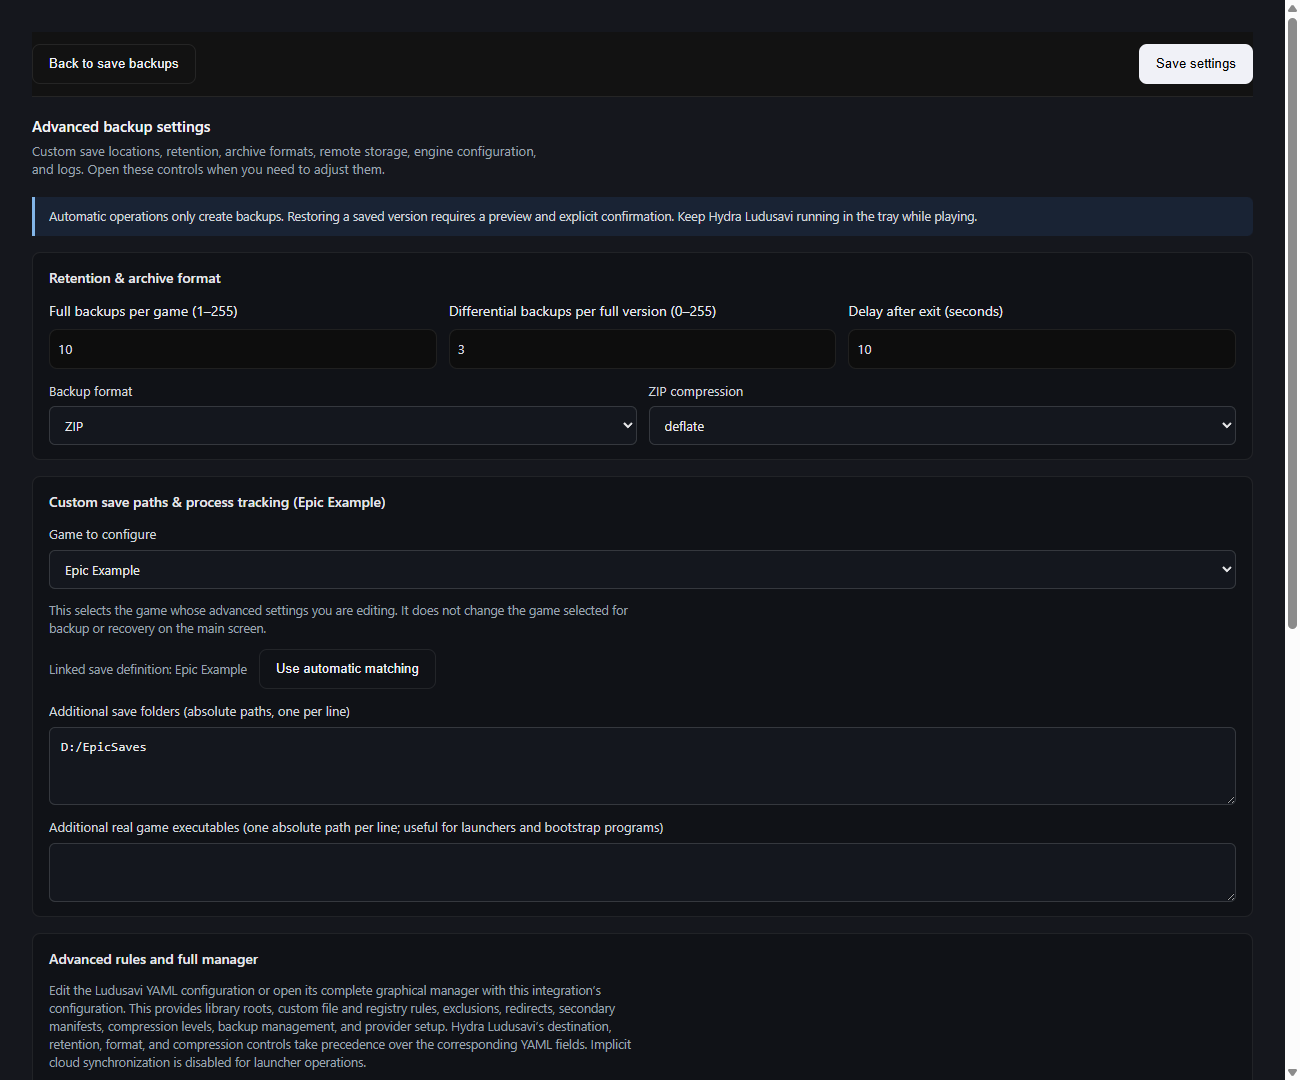 Back to save backups
Save settings
Advanced backup settings
Custom save locations, retention, archive formats, remote storage, engine configuration,
and logs. Open these controls when you need to adjust them.
Automatic operations only create backups. Restoring a saved version requires a preview and explicit confirmation. Keep Hydra Ludusavi running in the tray while playing.
Retention & archive format
Full backups per game (1–255)
Differential backups per full version (0–255)
Delay after exit (seconds)
10
3
10
Backup format
ZIP compression
ZIP
deflate
Custom save paths & process tracking (Epic Example)
Game to configure
Epic Example
This selects the game whose advanced settings you are editing. It does not change the game selected for
backup or recovery on the main screen.
Linked save definition: Epic Example
Use automatic matching
Additional save folders (absolute paths, one per line)
D:/EpicSaves
Additional real game executables (one absolute path per line; useful for launchers and bootstrap programs)
Advanced rules and full manager
Edit the Ludusavi YAML configuration or open its complete graphical manager with this integration's
configuration. This provides library roots, custom file and registry rules, exclusions, redirects, secondary
manifests, compression levels, backup management, and provider setup. Hydra Ludusavi's destination,
retention, format, and compression controls take precedence over the corresponding YAML fields. Implicit
cloud synchronization is disabled for launcher operations.